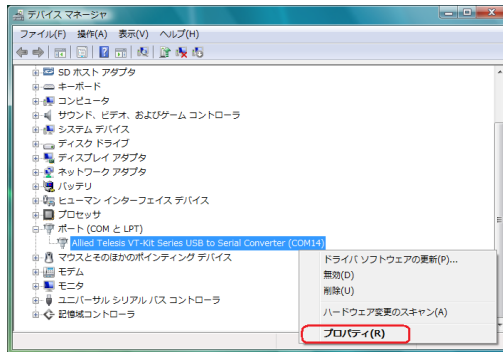 デバイス マネージャ
ファイル(F) 操作(A) 表示(V) ヘルプ(H)
SD ホスト アダプタ
キーボード
コンピュータ
サウンド、ビデオ、およびゲーム コントローラ
システム デバイス
ディスク ドライブ
ディスプレイ アダプタ
ネットワーク アダプタ
バッテリ
ヒューマン インターフェイス デバイス
プロセッサ
ポート (COM と LPT)
Allied Telesis VT-Kit Series USB to Serial Converter (COM14)
マウスとそのほかのポインティング デバイス
モデム
モニタ
ユニバーサル シリアル バス コントローラ
記憶域コントローラ
ドライバ ソフトウェアの更新(P)...
無効(D)
削除(U)
ハードウェア変更のスキャン(A)
プロパティ(R)